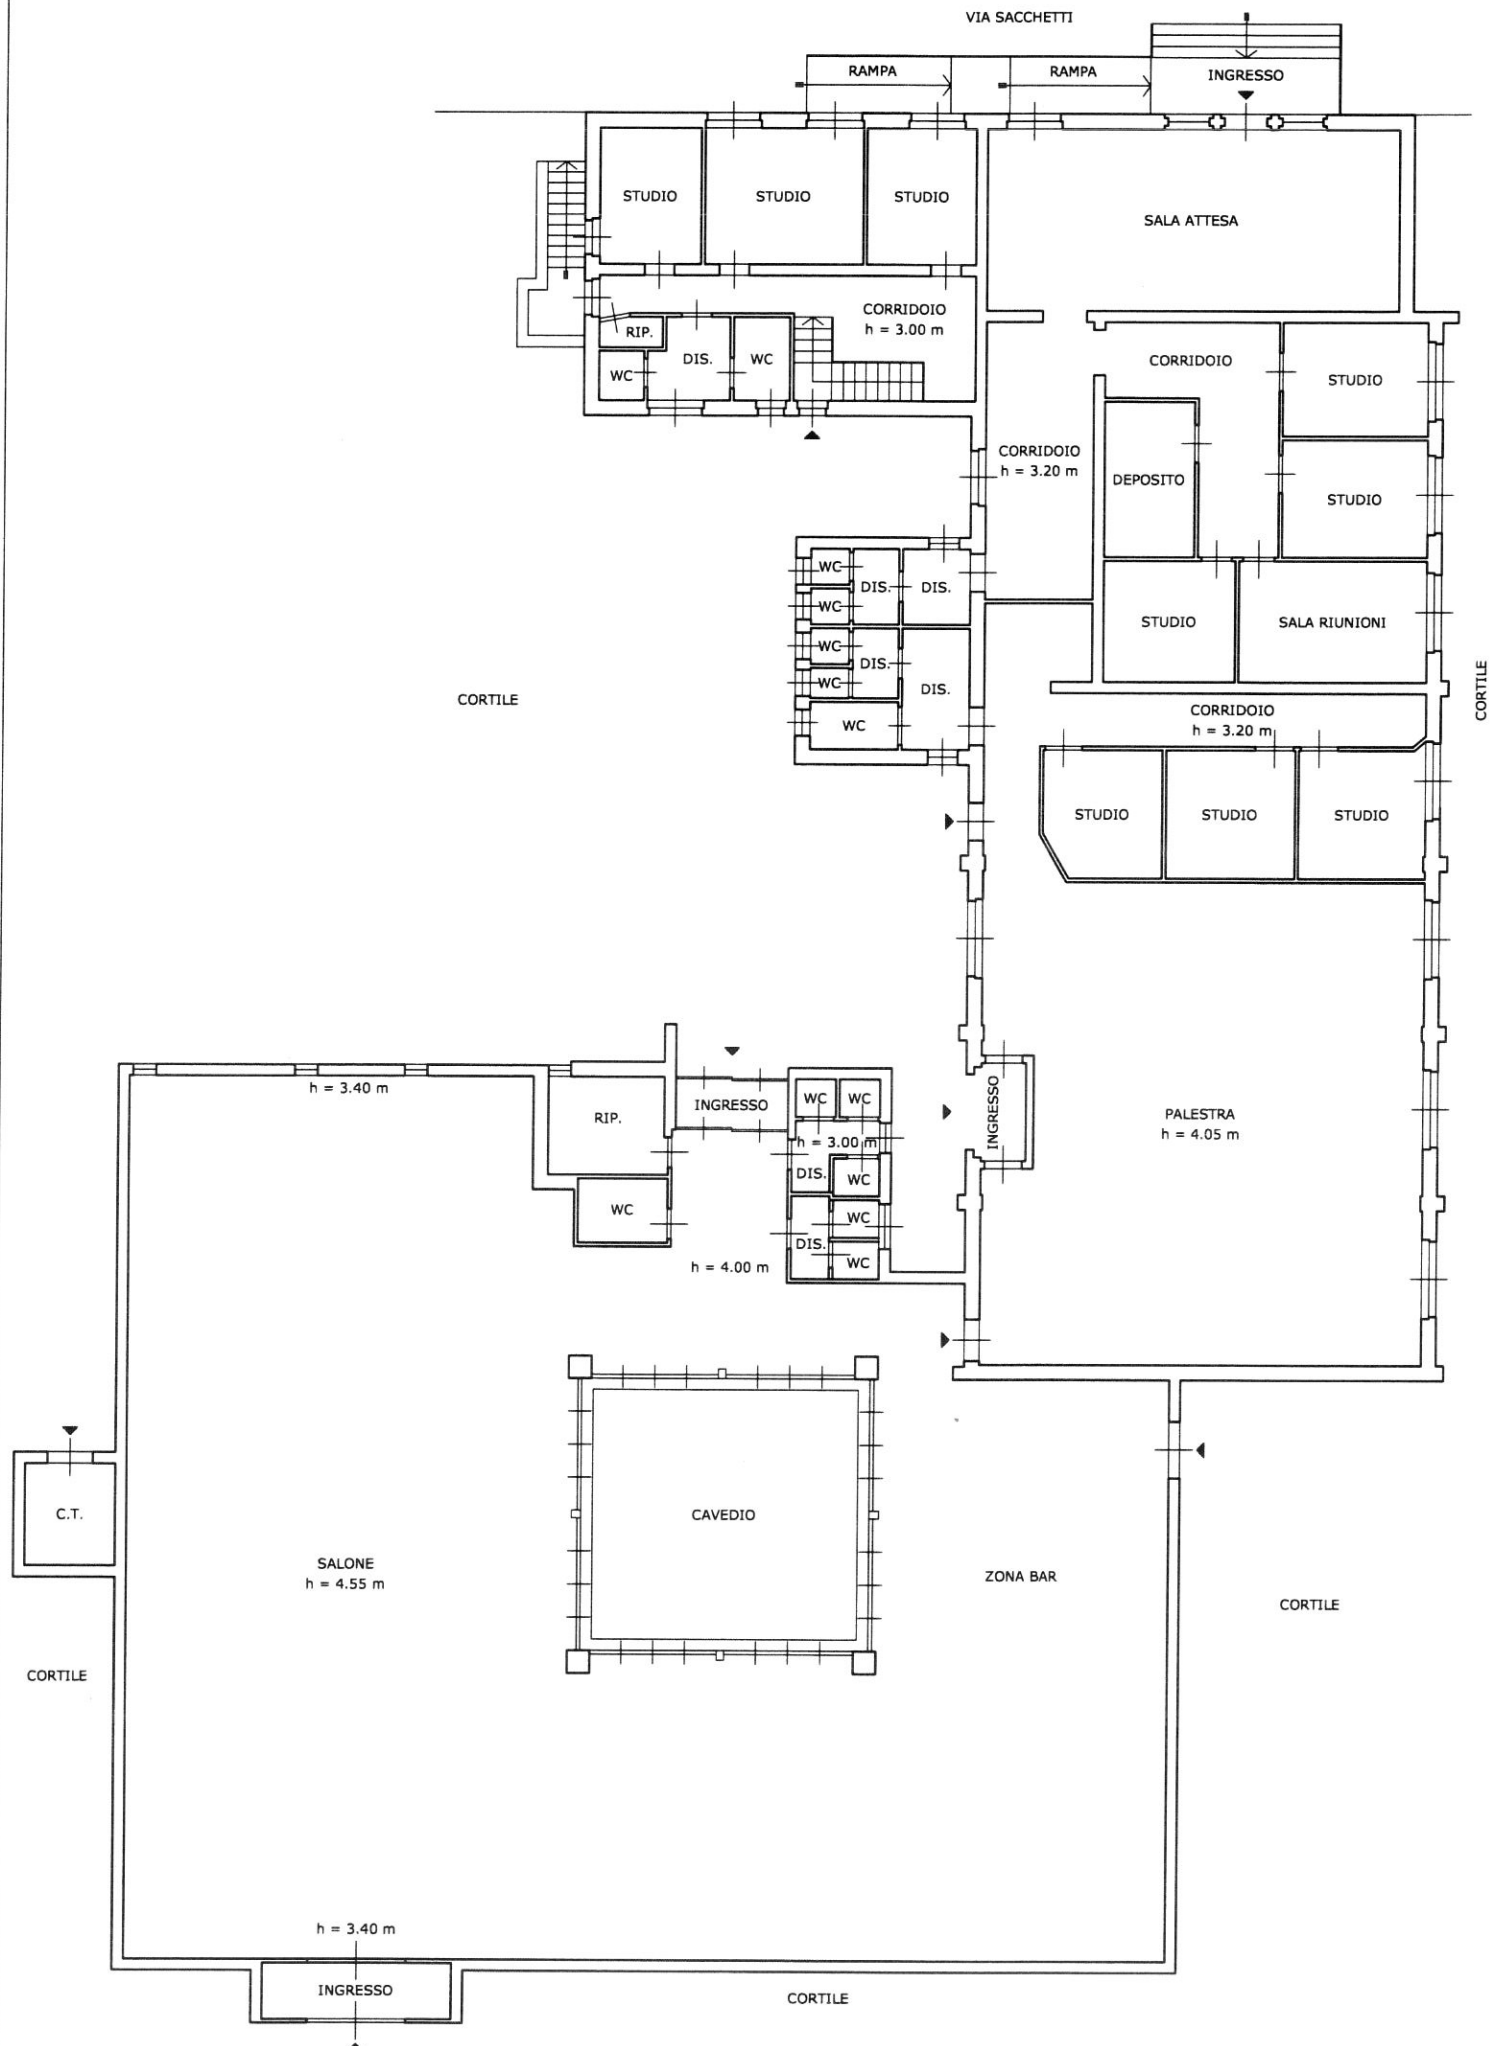 VIA SACCHETTI
RAMPA
RAMPA
INGRESSO
STUDIO
STUDIO
STUDIO
SALA ATTESA
CORRIDOIO
h = 3.00 m
RIP.
DIS.
WC
WC
CORRIDOIO
STUDIO
CORRIDOIO
h = 3.20 m
DEPOSITO
STUDIO
WC
DIS.
DIS.
WC
STUDIO
SALA RIUNIONI
WC
DIS.
WC
DIS.
WC
CORTILE
CORTILE
CORRIDOIO
h = 3.20 m
STUDIO
STUDIO
STUDIO
h = 3.40 m
RIP.
INGRESSO
WC
WC
INGRESSO
PALESTRA
h = 4.05 m
h = 3.00 m
DIS.
WC
WC
WC
DIS.
WC
h = 4.00 m
C.T.
CAVEDIO
SALONE
h = 4.55 m
ZONA BAR
CORTILE
CORTILE
h = 3.40 m
INGRESSO
CORTILE